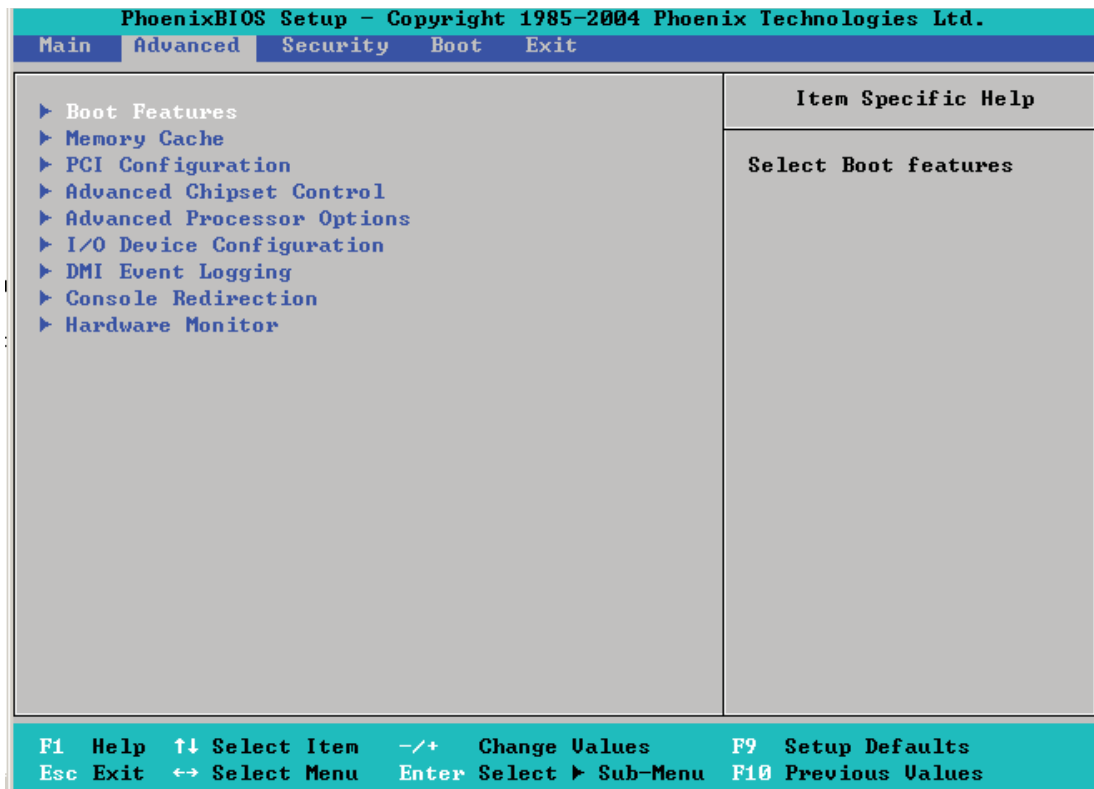 PhoenixBIOS Setup - Copyright 1985-2004 Phoenix Technologies Ltd.
Main Advanced Security Boot Exit
▶ Boot Features
▶ Memory Cache
▶ PCI Configuration
▶ Advanced Chipset Control
▶ Advanced Processor Options
▶ I/O Device Configuration
▶ DMI Event Logging
▶ Console Redirection
▶ Hardware Monitor
Item Specific Help
Select Boot features
F1 Help ↑↓ Select Item -/+ Change Values F9 Setup Defaults
Esc Exit ↔ Select Menu Enter Select ▶ Sub-Menu F10 Previous Values